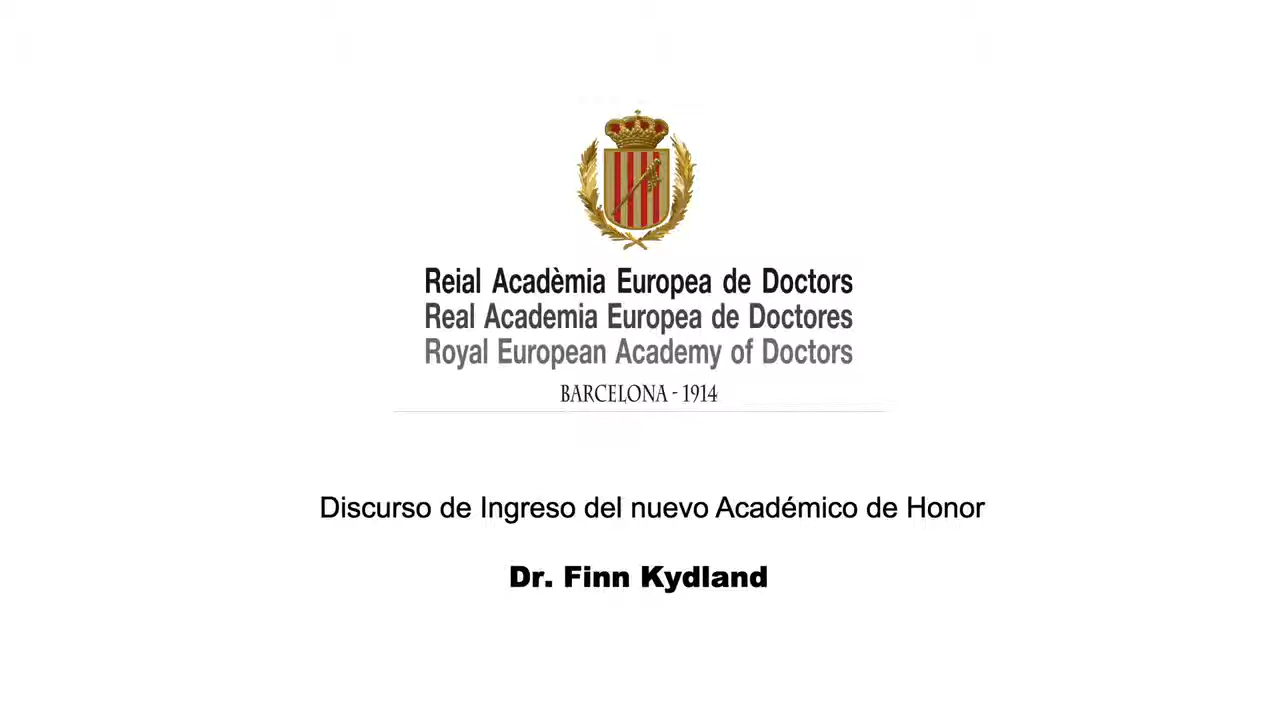 Reial Acadèmia Europea de Doctors
Real Academia Europea de Doctores
Royal European Academy of Doctors
BARCELONA - 1914
Discurso de Ingreso del nuevo Académico de Honor
Dr. Finn Kydland